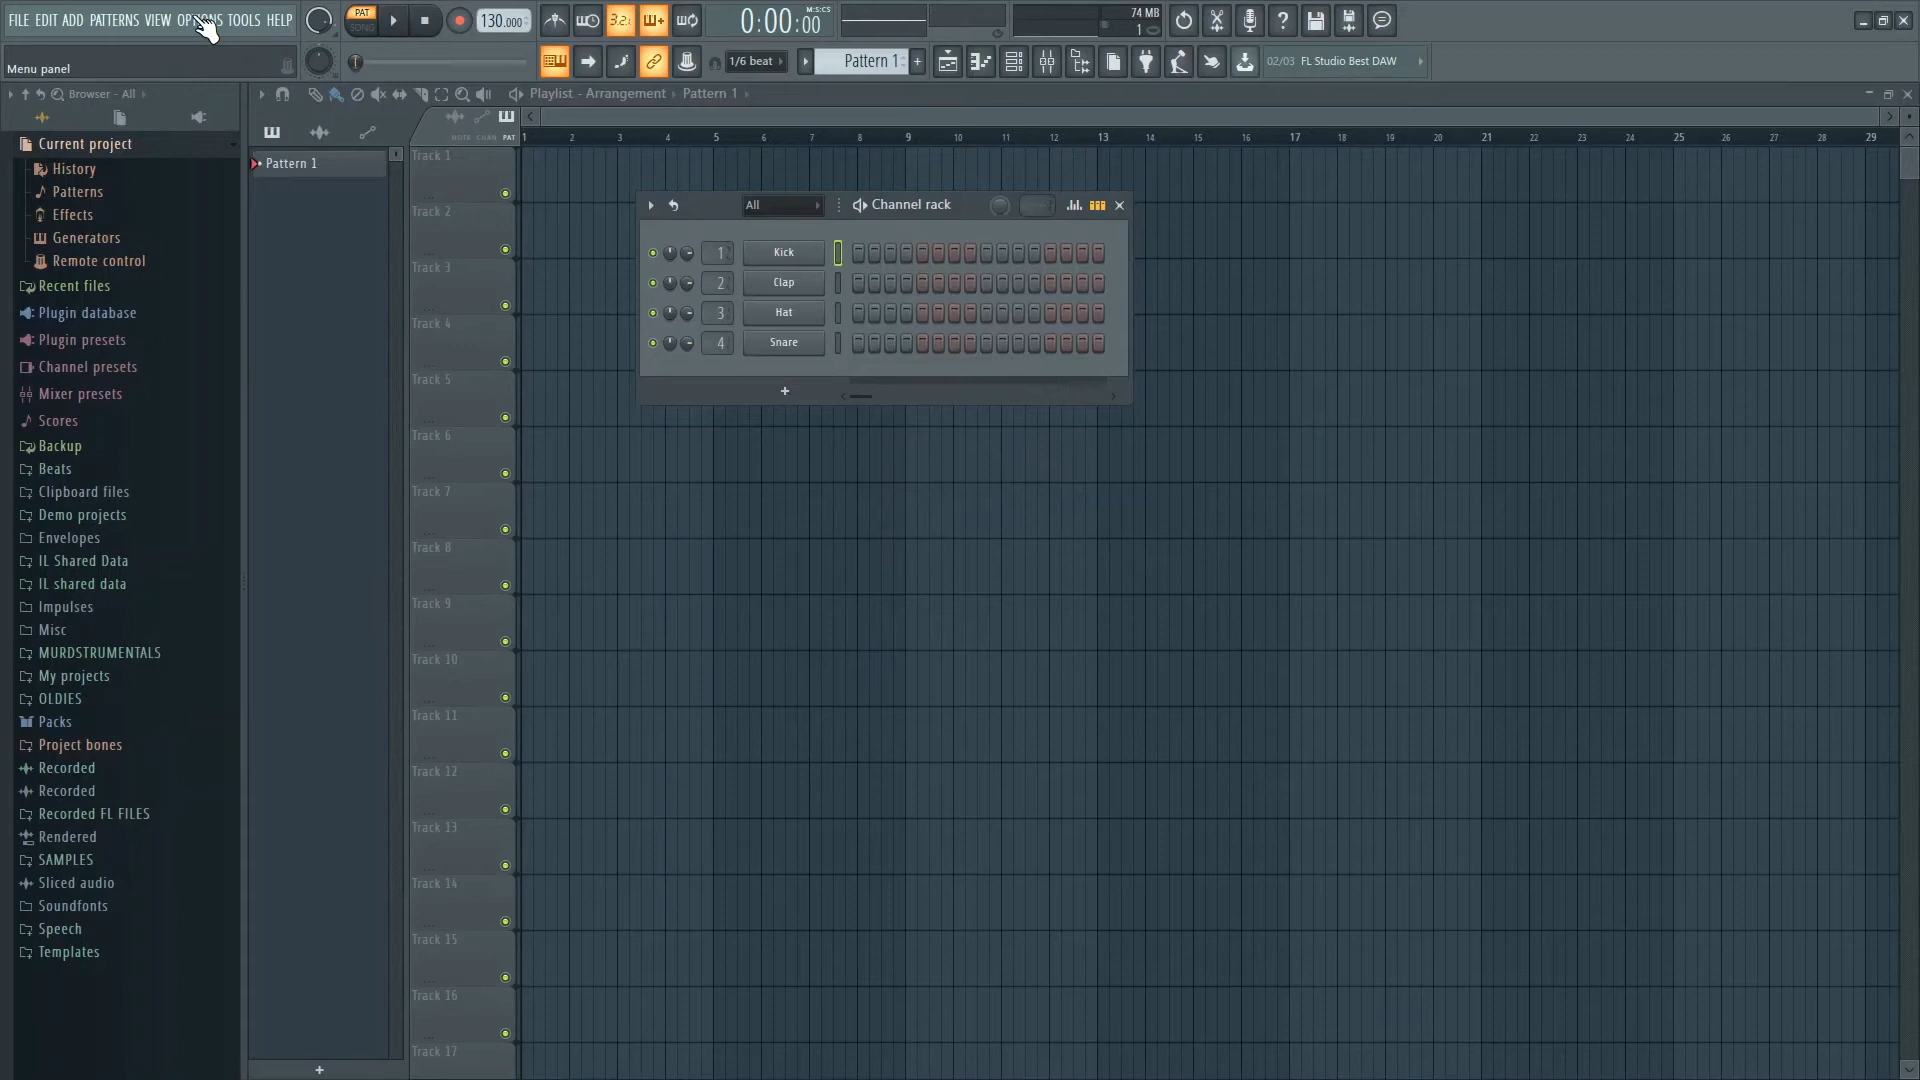 FILE EDIT ADD PATTERNS VIEW OPTIONS TOOLS HELP
PAT
SONG
130.000
3.2.
0:00:00
M:S:CS
74 MB
1
Menu panel
1/6 beat
Pattern 1
+
02/03 FL Studio Best DAW
Browser - All
Playlist - Arrangement
Pattern 1
NOTE CHAN PAT
1 2 3 4 5 6 7 8 9 10 11 12 13 14 15 16 17 18 19 20 21 22 23 24 25 26 27 28 29
Current project
History
Patterns
Effects
Generators
Remote control
Recent files
Plugin database
Plugin presets
Channel presets
Mixer presets
Scores
Backup
Beats
Clipboard files
Demo projects
Envelopes
IL Shared Data
IL shared data
Impulses
Misc
MURDSTRUMENTALS
My projects
OLDIES
Packs
Project bones
Recorded
Recorded
Recorded FL FILES
Rendered
SAMPLES
Sliced audio
Soundfonts
Speech
Templates
Pattern 1
+
Track 1
Track 2
Track 3
Track 4
Track 5
Track 6
Track 7
Track 8
Track 9
Track 10
Track 11
Track 12
Track 13
Track 14
Track 15
Track 16
Track 17
All
Channel rack
1 Kick
2 Clap
3 Hat
4 Snare
+